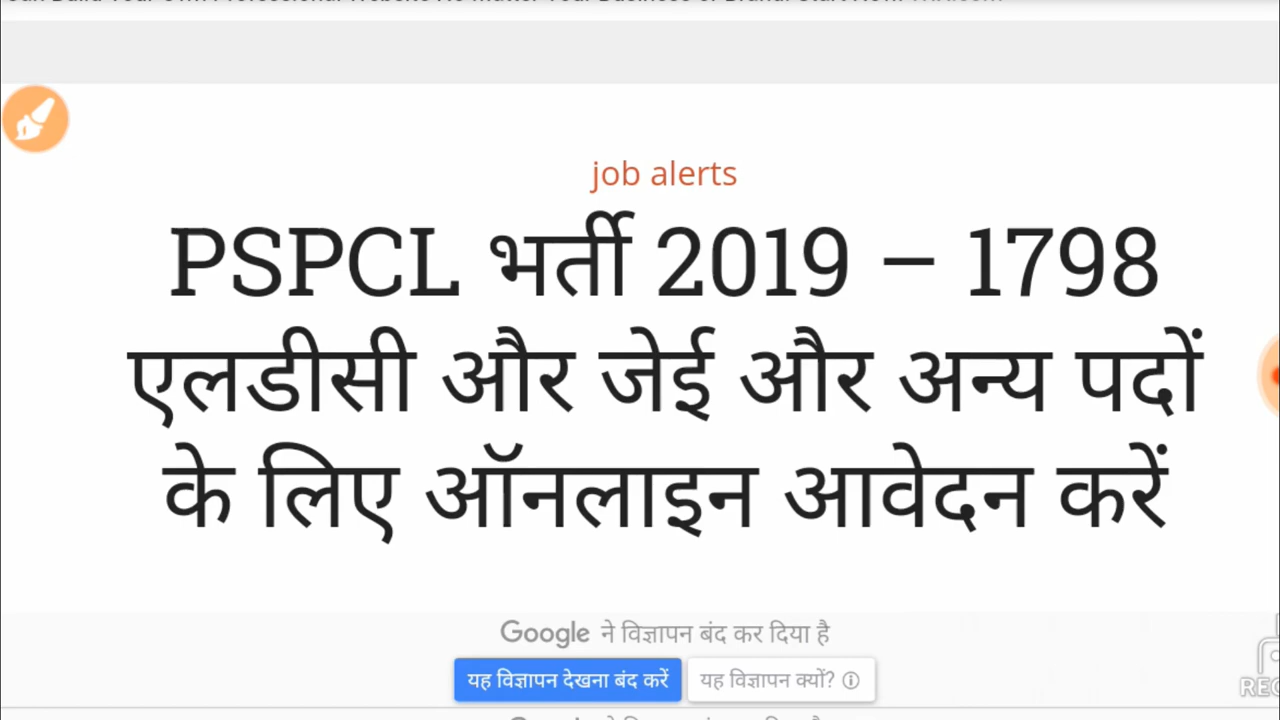 job alerts
PSPCL भर्ती 2019 – 1798
एलडीसी और जेई और अन्य पदों
के लिए ऑनलाइन आवेदन करें
Google ने विज्ञापन बंद कर दिया है
यह विज्ञापन देखना बंद करें यह विज्ञापन क्यों?